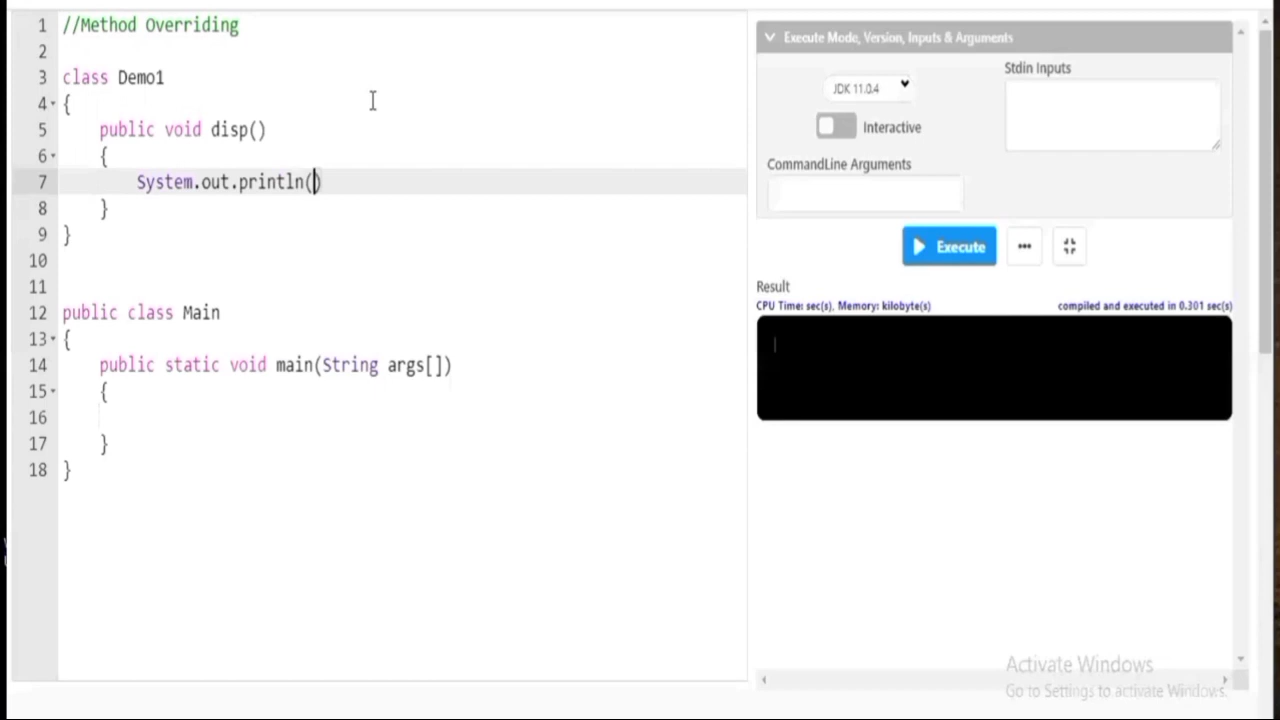 1 //Method Overriding
2
3 class Demo1
4 {
5 public void disp()
6 {
7 System.out.println()
8 }
9 }
10
11
12 public class Main
13 {
14 public static void main(String args[])
15 {
16
17 }
18 }
Execute Mode, Version, Inputs & Arguments
JDK 11.0.4
Stdin Inputs
Interactive
CommandLine Arguments
Execute
•••
Result
CPU Time: sec(s), Memory: kilobyte(s) compiled and executed in 0.301 sec(s)
Activate Windows
Go to Settings to activate Windows.